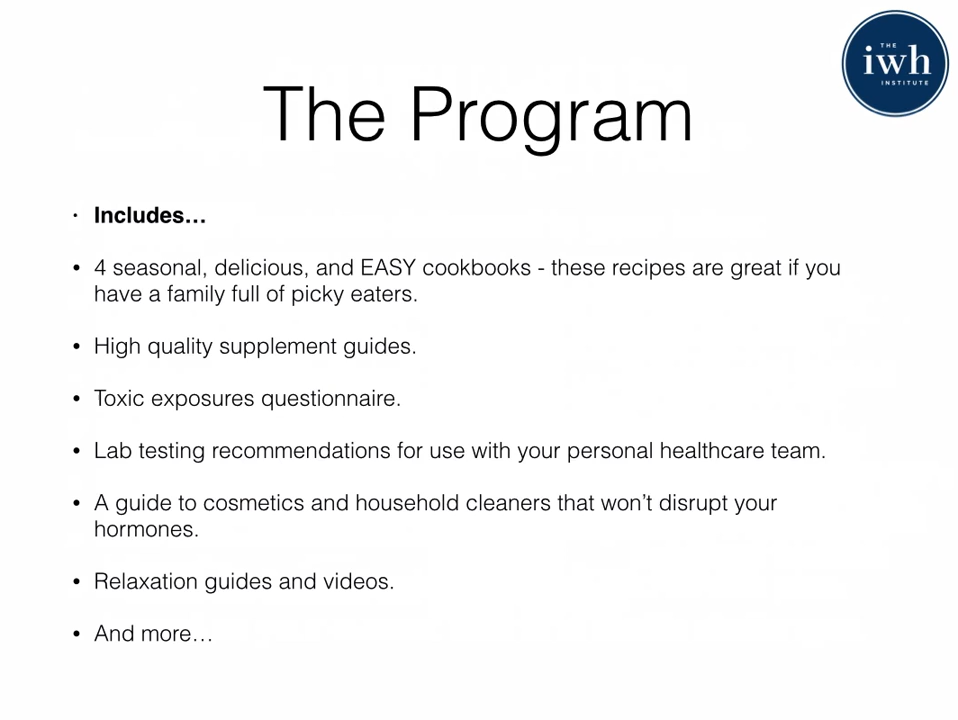 THE
iwh
INSTITUTE
The Program
• Includes…
• 4 seasonal, delicious, and EASY cookbooks - these recipes are great if you
have a family full of picky eaters.
• High quality supplement guides.
• Toxic exposures questionnaire.
• Lab testing recommendations for use with your personal healthcare team.
• A guide to cosmetics and household cleaners that won’t disrupt your
hormones.
• Relaxation guides and videos.
• And more…